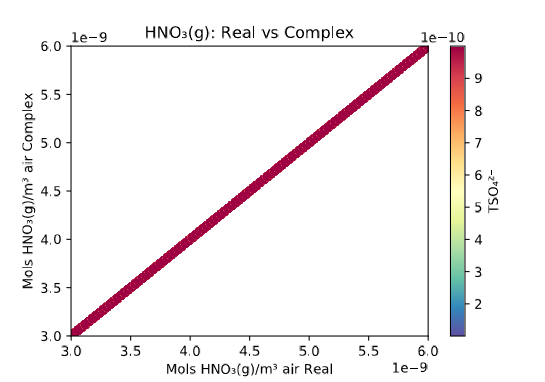 HNO₃(g): Real vs Complex
1e−9
1e−10
6.0
5.5
5.0
4.5
4.0
3.5
3.0
Mols HNO₃(g)/m³ air Complex
3.0 3.5 4.0 4.5 5.0 5.5 6.0
1e−9
Mols HNO₃(g)/m³ air Real
9
8
7
6
5
4
3
2
TSO₄²⁻